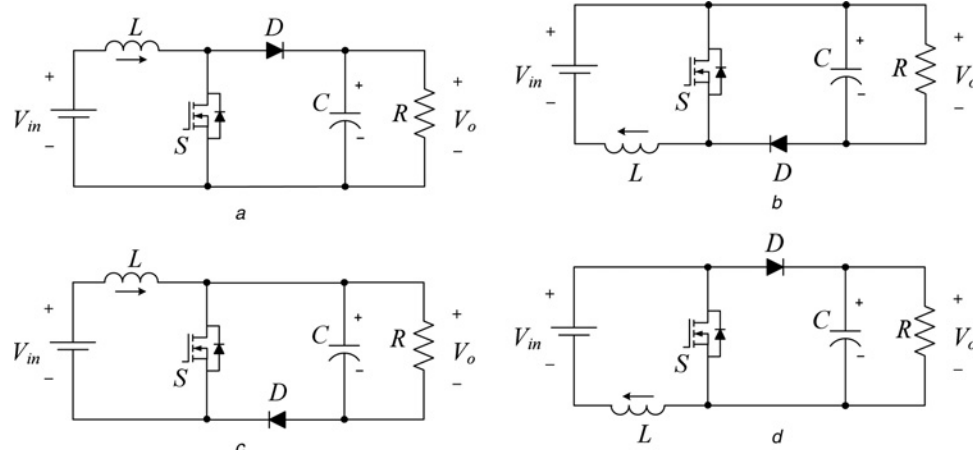 L
D
+
V_in
−
S
C
+
−
R
+
V_o
−
a
+
V_in
−
S
C
+
−
R
+
V_o
−
L
D
b
L
+
V_in
−
S
D
C
+
−
R
+
V_o
−
c
D
+
V_in
−
S
C
+
−
R
+
V_o
−
L
d